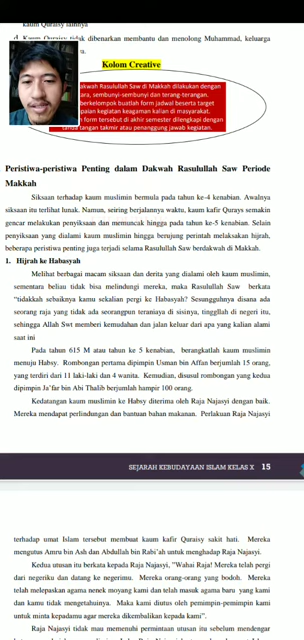 kaum Quraisy lainnya
d. Kaum Quraisy tidak dibenarkan membantu dan menolong Muhammad, keluarga
Kolom Creative
dakwah Rasulullah Saw di Makkah dilakukan dengan
ara, sembunyi-sembunyi dan terang-terangan.
berkelompok buatlah form jadwal beserta target
paian kegiatan keagamaan kalian di masyarakat.
form tersebut di akhir semester dilengkapi dengan
tanda tangan takmir atau penanggung jawab kegiatan.
Peristiwa-peristiwa Penting dalam Dakwah Rasulullah Saw Periode
Makkah
Siksaan terhadap kaum muslimin bermula pada tahun ke-4 kenabian. Awalnya
siksaan itu terlihat lunak. Namun, seiring berjalannya waktu, kaum kafir Qurays semakin
gencar melakukan penyiksaan dan memuncak hingga pada tahun ke-5 kenabian. Selain
penyiksaan yang dialami kaum muslimin hingga berujung perintah melaksakan hijrah,
beberapa peristiwa penting juga terjadi selama Rasulullah Saw berdakwah di Makkah.
1. Hijrah ke Habasyah
Melihat berbagai macam siksaan dan derita yang dialami oleh kaum muslimin,
sementara beliau tidak bisa melindungi mereka, maka Rasulullah Saw berkata
“tidakkah sebaiknya kamu sekalian pergi ke Habasyah? Sesungguhnya disana ada
seorang raja yang tidak ada seorangpun teraniaya di sisinya, tingllah di negeri itu,
sehingga Allah Swt memberi kemudahan dan jalan keluar dari apa yang kalian alami
saat ini
Pada tahun 615 M atau tahun ke 5 kenabian, berangkatlah kaum muslimin
menuju Habsy. Rombongan pertama dipimpin Usman bin Affan berjumlah 15 orang,
yang terdiri dari 11 laki-laki dan 4 wanita. Kemudian, disusul rombongan yang kedua
dipimpin Ja’far bin Abi Thalib berjumlah hampir 100 orang.
Kedatangan kaum muslimin ke Habsy diterima oleh Raja Najasyi dengan baik.
Mereka mendapat perlindungan dan bantuan bahan makanan. Perlakuan Raja Najasyi
SEJARAH KEBUDAYAAN ISLAM KELAS X 15
terhadap umat Islam tersebut membuat kaum kafir Quraisy sakit hati. Mereka
mengutus Amru bin Ash dan Abdullah bin Rabi’ah untuk menghadap Raja Najasyi.
Kedua utusan itu berkata kepada Raja Najasyi, ”Wahai Raja! Mereka telah pergi
dari negeriku dan datang ke negerimu. Mereka orang-orang yang bodoh. Mereka
telah melepaskan agama nenek moyang kami dan telah masuk agama baru yang kami
dan kamu tidak mengetahuinya. Maka kami diutus oleh pemimpin-pemimpin kami
untuk minta kepadamu agar mereka dikembalikan kepada kami”.
Raja Najasyi tidak mau memenuhi permintaan utusan itu sebelum mendengar